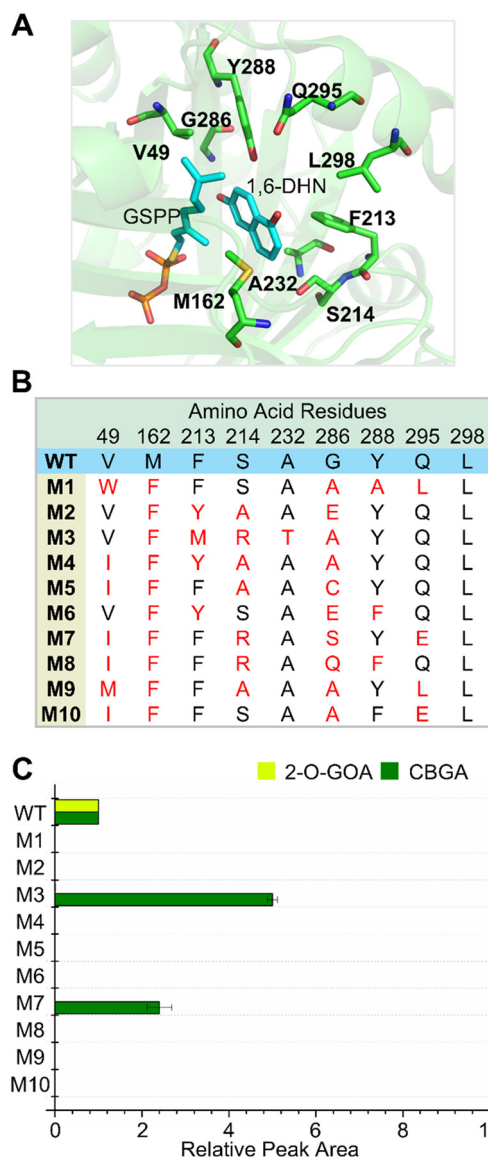 A
Y288
Q295
G286
V49
L298
1,6-DHN
GSPP
F213
A232
M162
S214
B
Amino Acid Residues
49 162 213 214 232 286 288 295 298
WT V M F S A G Y Q L
M1 W F F S A A A L L
M2 V F Y A A E Y Q L
M3 V F M R T A Y Q L
M4 I F Y A A A Y Q L
M5 I F F A A C Y Q L
M6 V F Y S A E F Q L
M7 I F F R A S Y E L
M8 I F F R A Q F Q L
M9 M F F A A A Y L L
M10 I F F S A A F E L
C
2-O-GOA CBGA
WT
M1
M2
M3
M4
M5
M6
M7
M8
M9
M10
0 2 4 6 8 1
Relative Peak Area